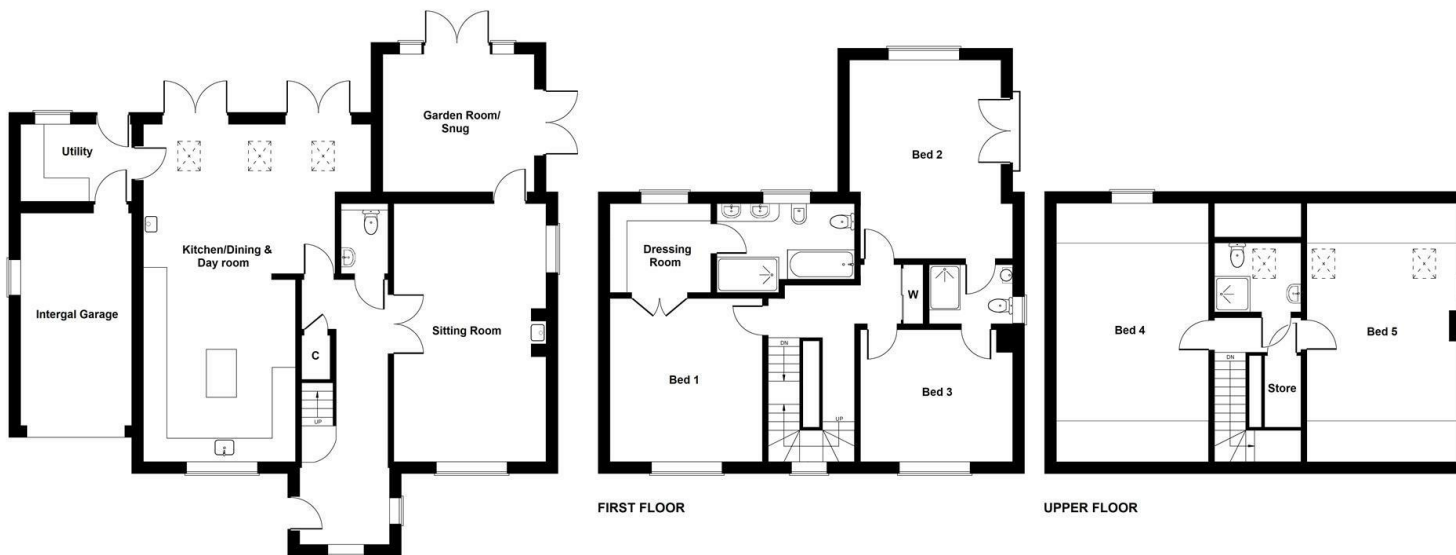 Utility
Garden Room/
Snug
Kitchen/Dining &
Day room
Intergal Garage
Sitting Room
C
UP
Dressing
Room
Bed 1
Bed 2
W
Bed 3
DN
UP
FIRST FLOOR
Bed 4
Bed 5
DN
Store
UPPER FLOOR